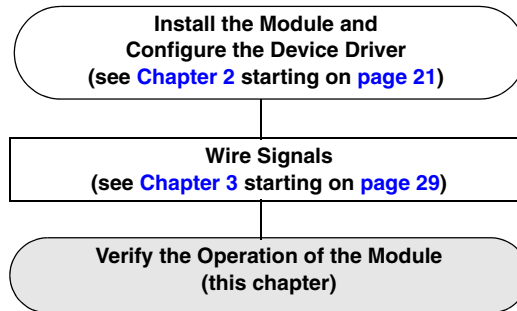 Install the Module and
Configure the Device Driver
(see Chapter 2 starting on page 21)
Wire Signals
(see Chapter 3 starting on page 29)
Verify the Operation of the Module
(this chapter)